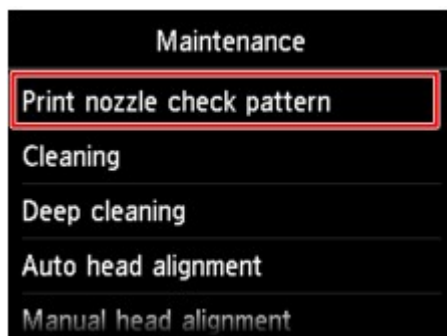 Maintenance
Print nozzle check pattern
Cleaning
Deep cleaning
Auto head alignment
Manual head alignment